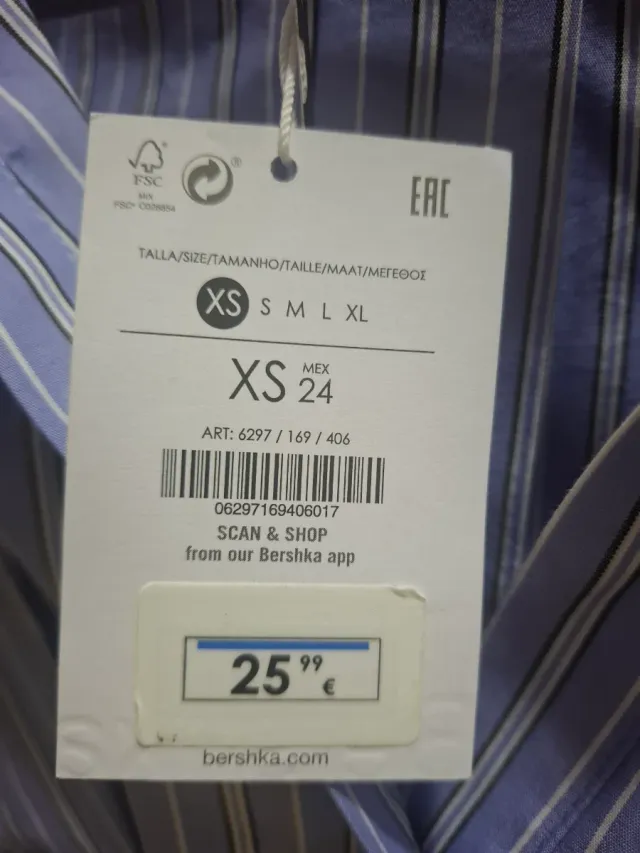 FSC
MIX
EAC
TALLA/SIZE/TAMANHO/TAILLE/MAAT/ΜΕΓΕΘΟΣ
XS S M L XL
XS MEX 24
ART: 6297 / 169 / 406
06297169406017
SCAN & SHOP
from our Bershka app
25 99 €
bershka.com